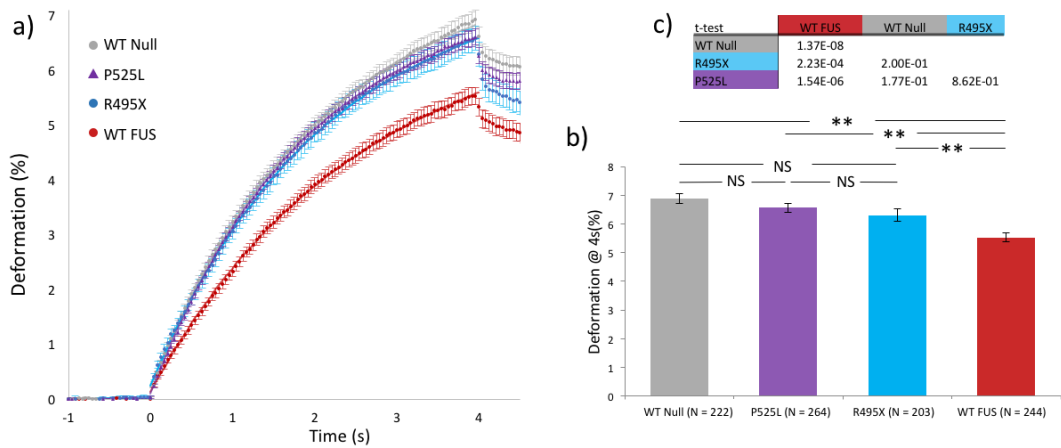 a)
7
6
5
4
3
2
1
0
Deformation (%)
WT Null
P525L
R495X
WT FUS
-1 0 1 2 3 4
Time (s)
c)
t-test WT FUS WT Null R495X
WT Null 1.37E-08
R495X 2.23E-04 2.00E-01
P525L 1.54E-06 1.77E-01 8.62E-01
b)
**
**
**
NS
NS NS
8
7
6
5
4
3
2
1
0
Deformation @ 4s(%)
WT Null (N = 222) P525L (N = 264) R495X (N = 203) WT FUS (N = 244)